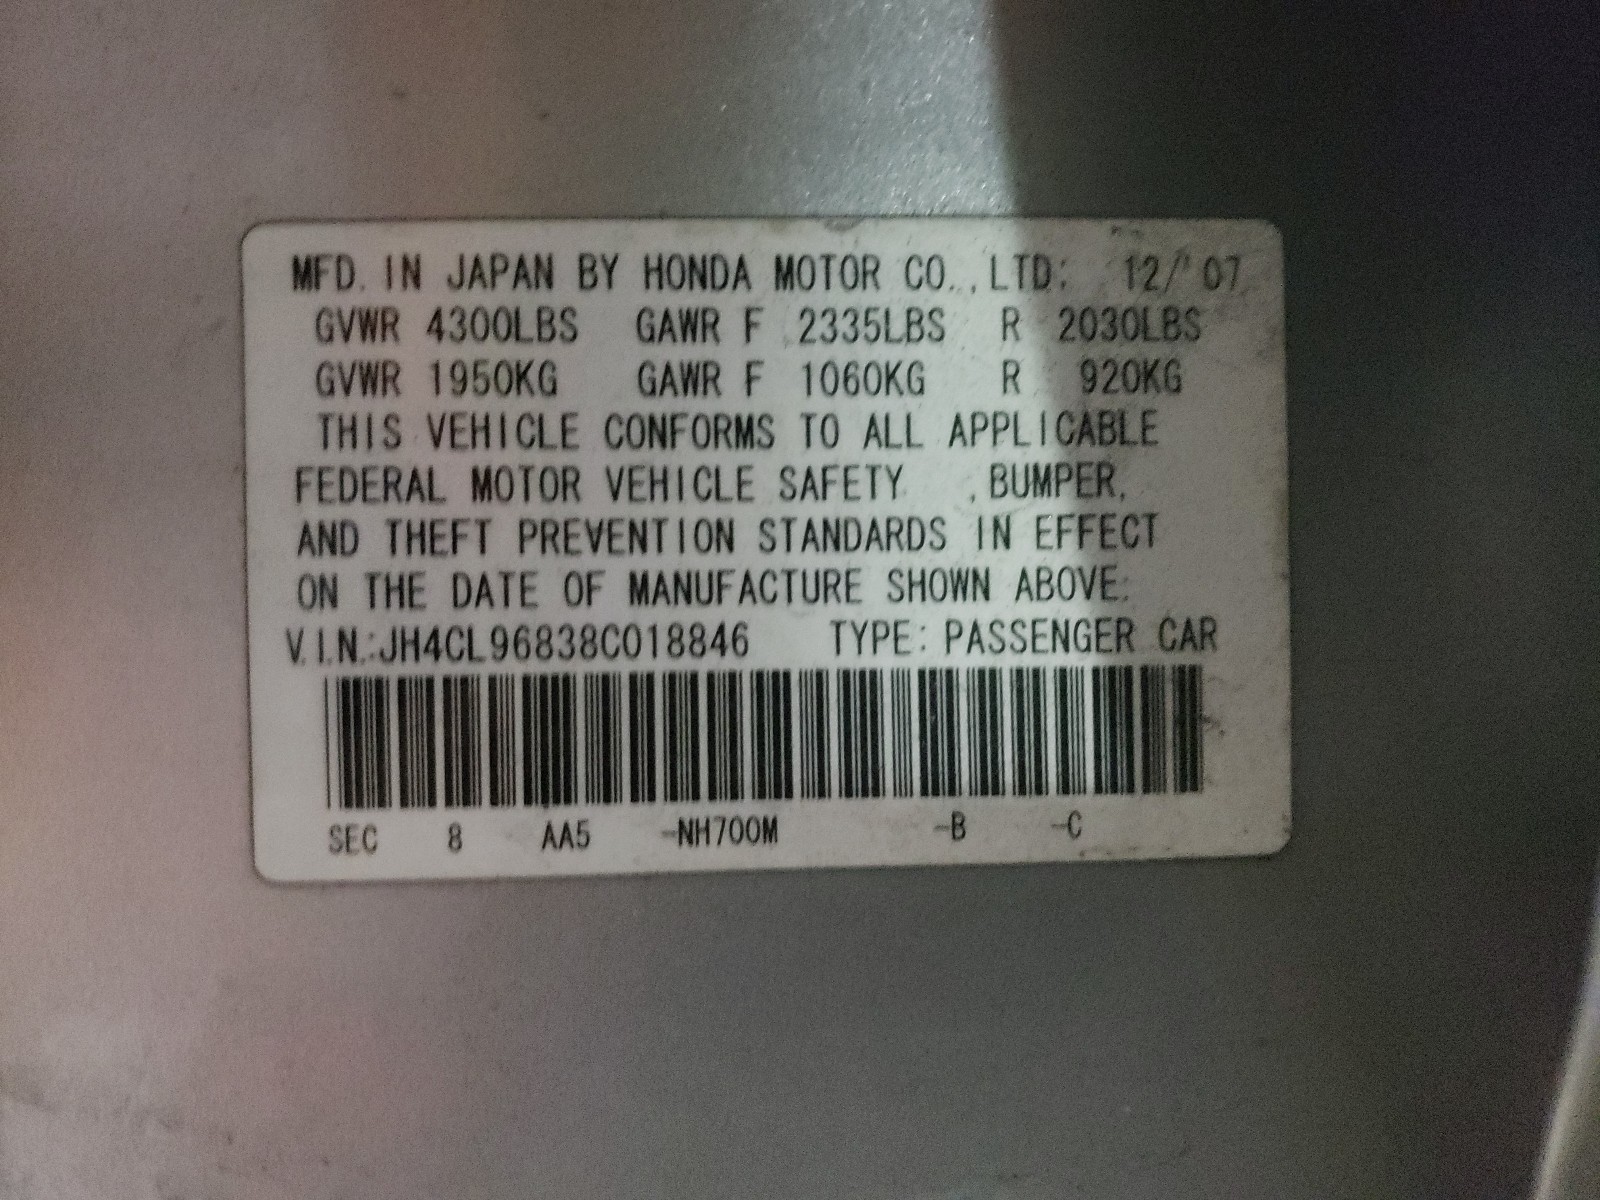 MFD. IN JAPAN BY HONDA MOTOR CO., LTD: 12/ 07
GVWR 4300LBS GAWR F 2335LBS R 2030LBS
GVWR 1950KG GAWR F 1060KG R 920KG
THIS VEHICLE CONFORMS TO ALL APPLICABLE
FEDERAL MOTOR VEHICLE SAFETY , BUMPER,
AND THEFT PREVENTION STANDARDS IN EFFECT
ON THE DATE OF MANUFACTURE SHOWN ABOVE:
V.I.N.:JH4CL96838C018846 TYPE: PASSENGER CAR
SEC 8 AA5 -NH700M -B -C